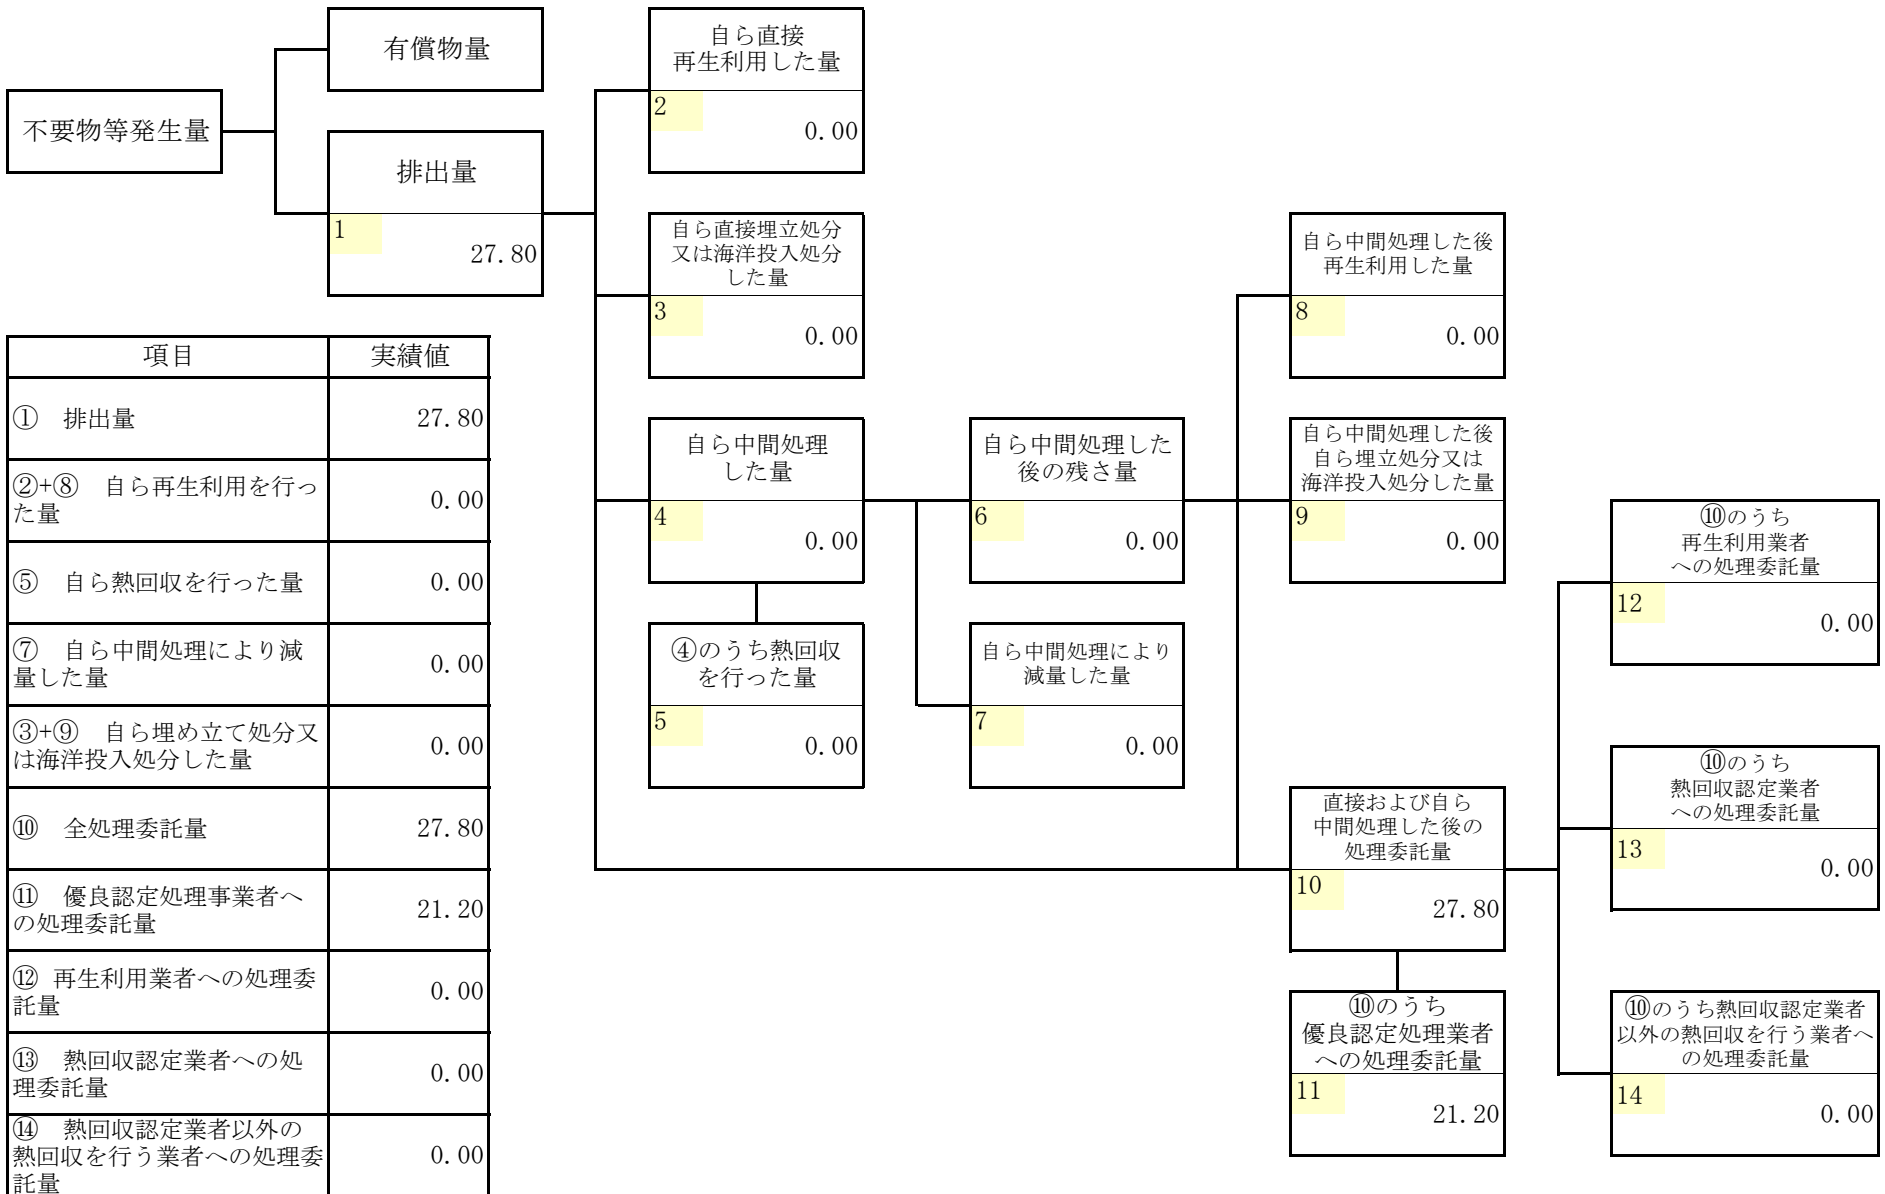 不要物等発生量
有償物量
排出量
1
27.80
自ら直接
再生利用した量
2
0.00
自ら直接埋立処分
又は海洋投入処分
した量
3
0.00
自ら中間処理
した量
4
0.00
④のうち熱回収
を行った量
5
0.00
自ら中間処理した
後の残さ量
6
0.00
自ら中間処理により
減量した量
7
0.00
自ら中間処理した後
再生利用した量
8
0.00
自ら中間処理した後
自ら埋立処分又は
海洋投入処分した量
9
0.00
直接および自ら
中間処理した後の
処理委託量
10
27.80
⑩のうち
優良認定処理業者
への処理委託量
11
21.20
⑩のうち
再生利用業者
への処理委託量
12
0.00
⑩のうち
熱回収認定業者
への処理委託量
13
0.00
⑩のうち熱回収認定業者
以外の熱回収を行う業者へ
の処理委託量
14
0.00
項目 実績値
① 排出量 27.80
②+⑧ 自ら再生利用を行っ
た量 0.00
⑤ 自ら熱回収を行った量 0.00
⑦ 自ら中間処理により減
量した量 0.00
③+⑨ 自ら埋め立て処分又
は海洋投入処分した量 0.00
⑩ 全処理委託量 27.80
⑪ 優良認定処理事業者へ
の処理委託量 21.20
⑫ 再生利用業者への処理委
託量 0.00
⑬ 熱回収認定業者への処
理委託量 0.00
⑭ 熱回収認定業者以外の
熱回収を行う業者への処理委
託量 0.00